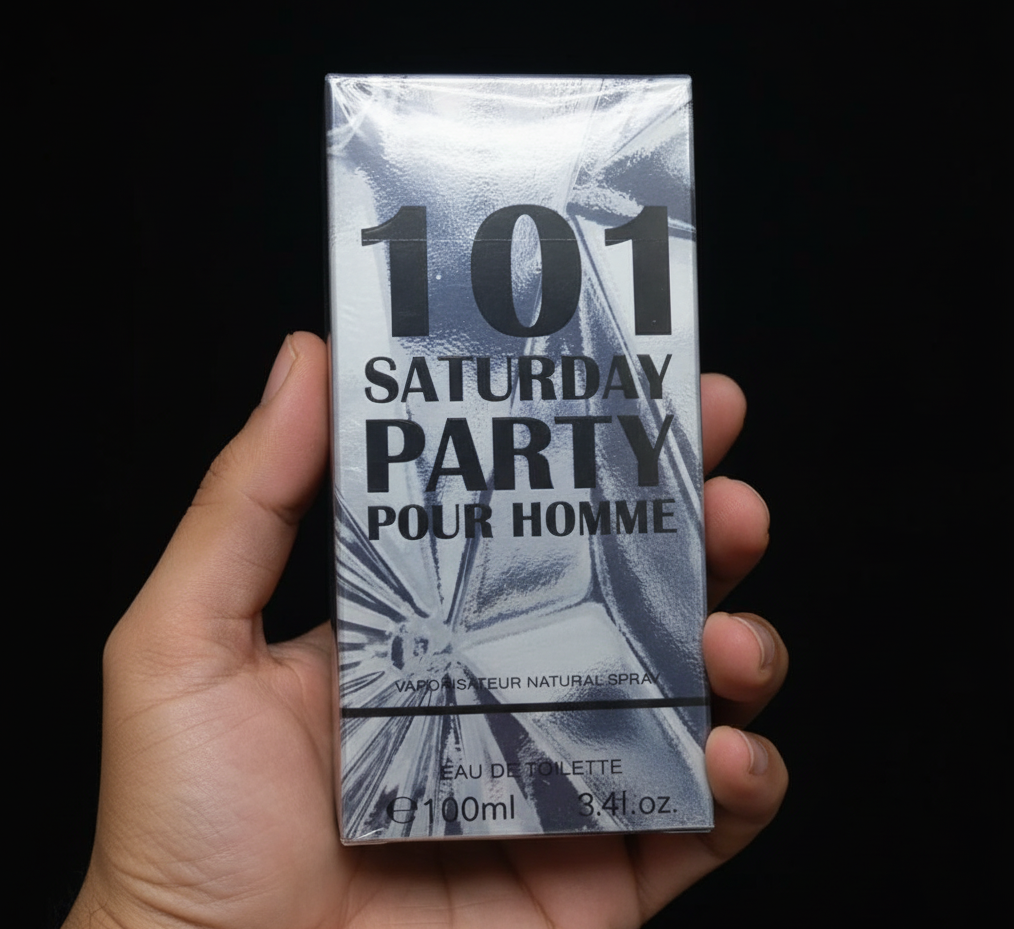 101
SATURDAY
PARTY
POUR HOMME
VAPORISATEUR NATURAL SPRAY
EAU DE TOILETTE
℮100ml 3.4l.oz.